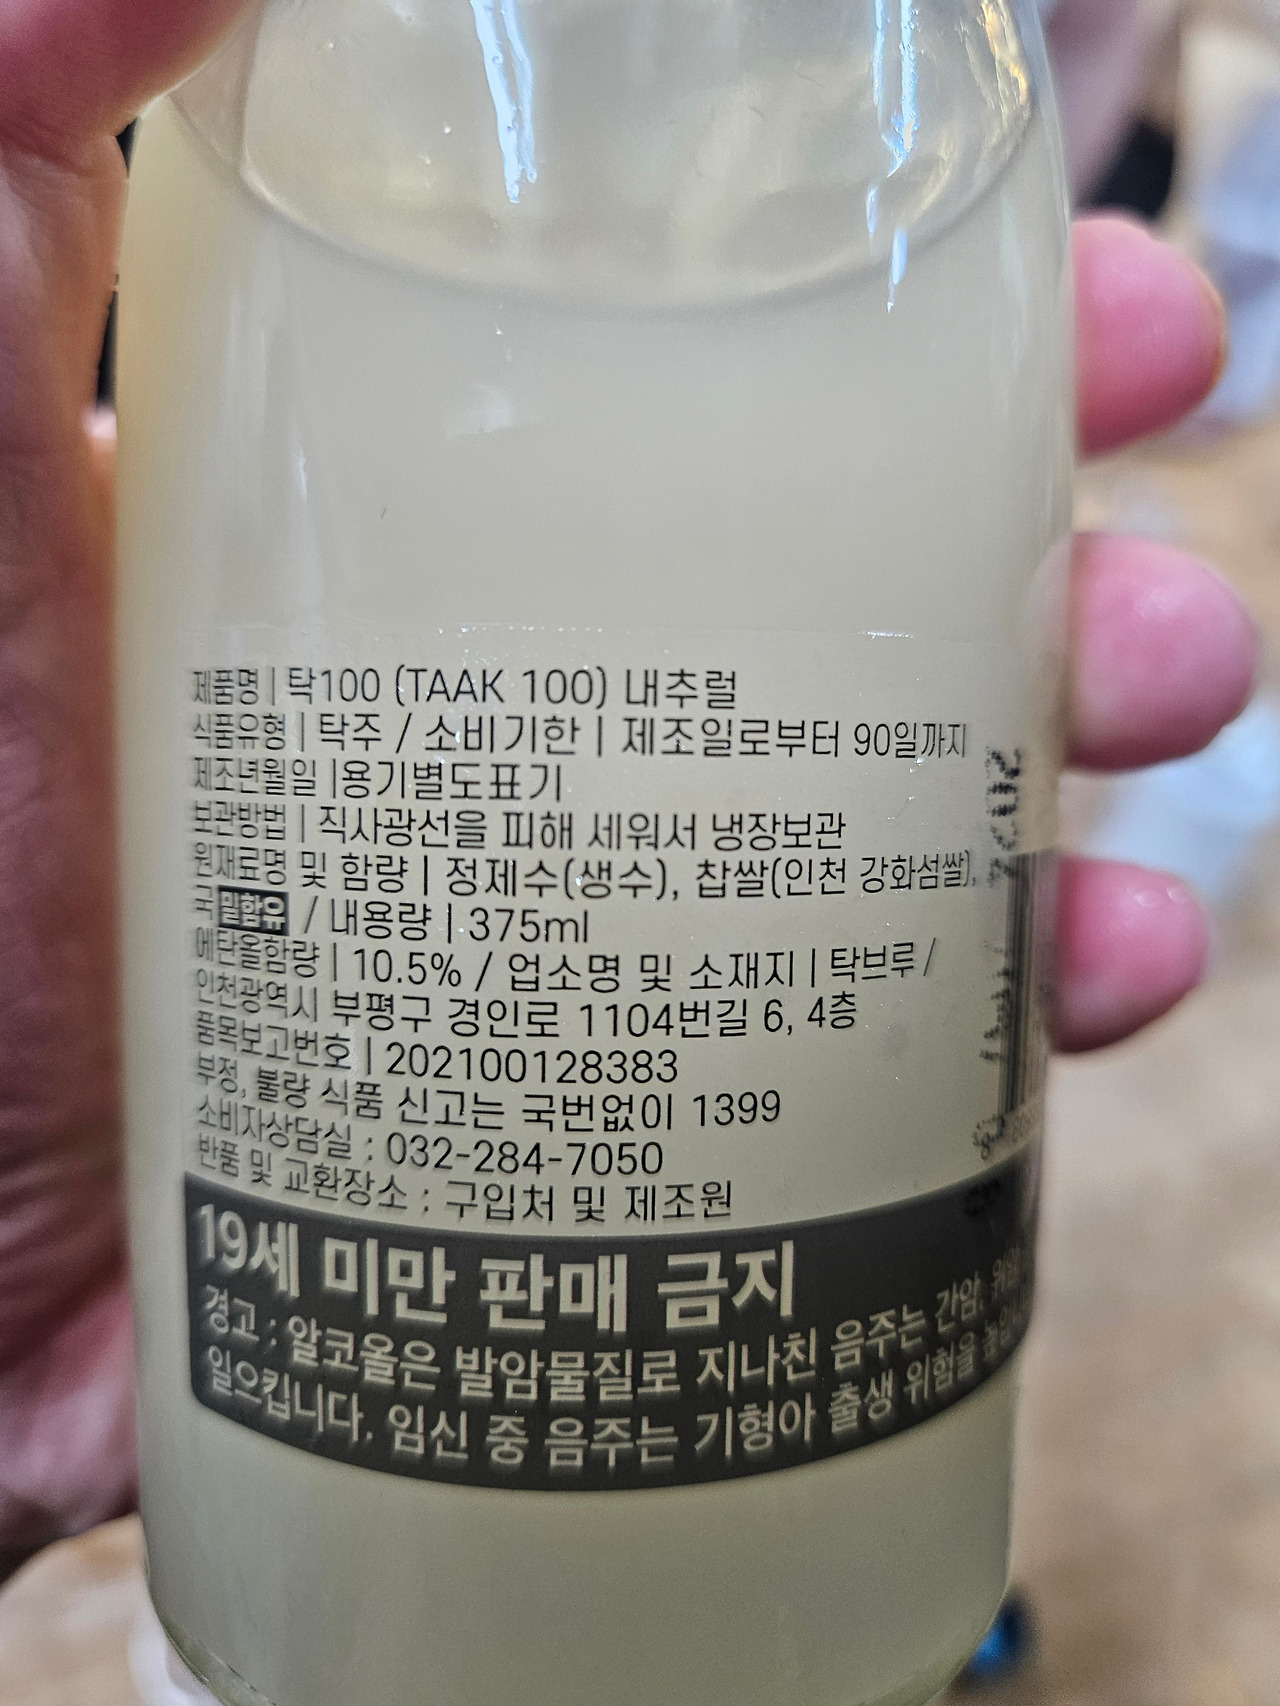 제품명 | 탁100 (TAAK 100) 내추럴
식품유형 | 탁주 / 소비기한 | 제조일로부터 90일까지
제조년월일 |용기별도표기
보관방법 | 직사광선을 피해 세워서 냉장보관
원재료명 및 함량 | 정제수(생수), 찹쌀(인천 강화섬쌀),
국 밀함유 / 내용량 | 375ml
에탄올함량 | 10.5% / 업소명 및 소재지 | 탁브루 /
인천광역시 부평구 경인로 1104번길 6, 4층
품목보고번호 | 202100128383
부정, 불량 식품 신고는 국번없이 1399
소비자상담실 : 032-284-7050
반품 및 교환장소 : 구입처 및 제조원
19세 미만 판매 금지
경고 : 알코올은 발암물질로 지나친 음주는 간암,
일으킵니다. 임신 중 음주는 기형아 출생 위험을